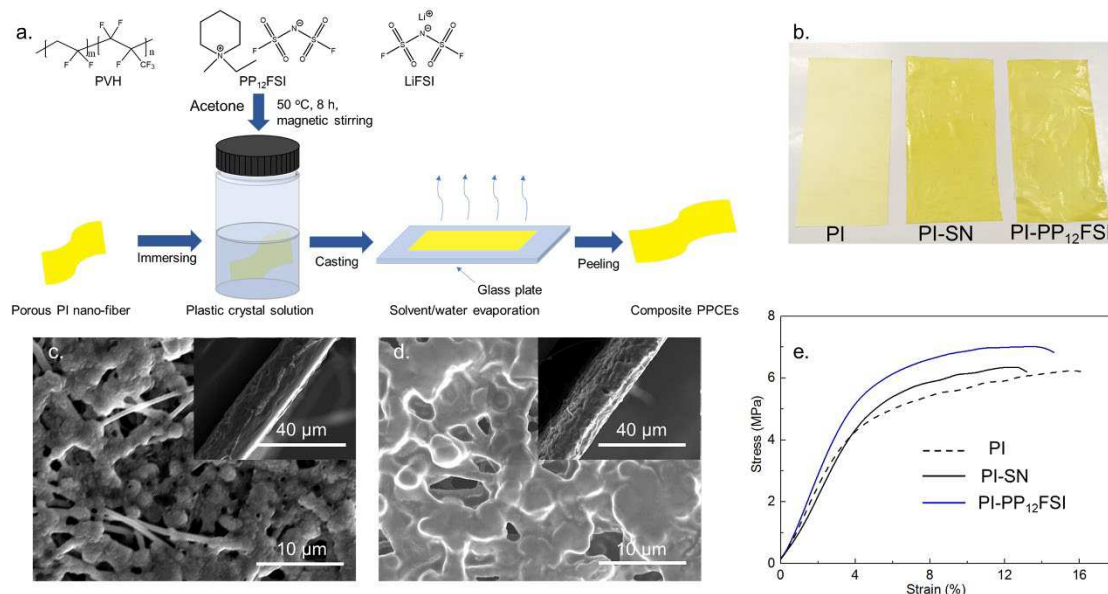 a.
m n
F F F F F F CF₃
PVH
N⁺
O O O O
S N⁻ S
F F
PP₁₂FSI
Li⁺
O N⁻ O
S S
F O O F
LiFSI
Acetone
50 °C, 8 h,
magnetic stirring
Immersing
Casting
Peeling
Glass plate
Porous PI nano-fiber
Plastic crystal solution
Solvent/water evaporation
Composite PPCEs
b.
PI
PI-SN
PI-PP₁₂FSI
c.
40 µm
10 µm
d.
40 µm
10 µm
e.
Stress (MPa)
8
6
4
2
0
PI
PI-SN
PI-PP₁₂FSI
0 4 8 12 16
Strain (%)